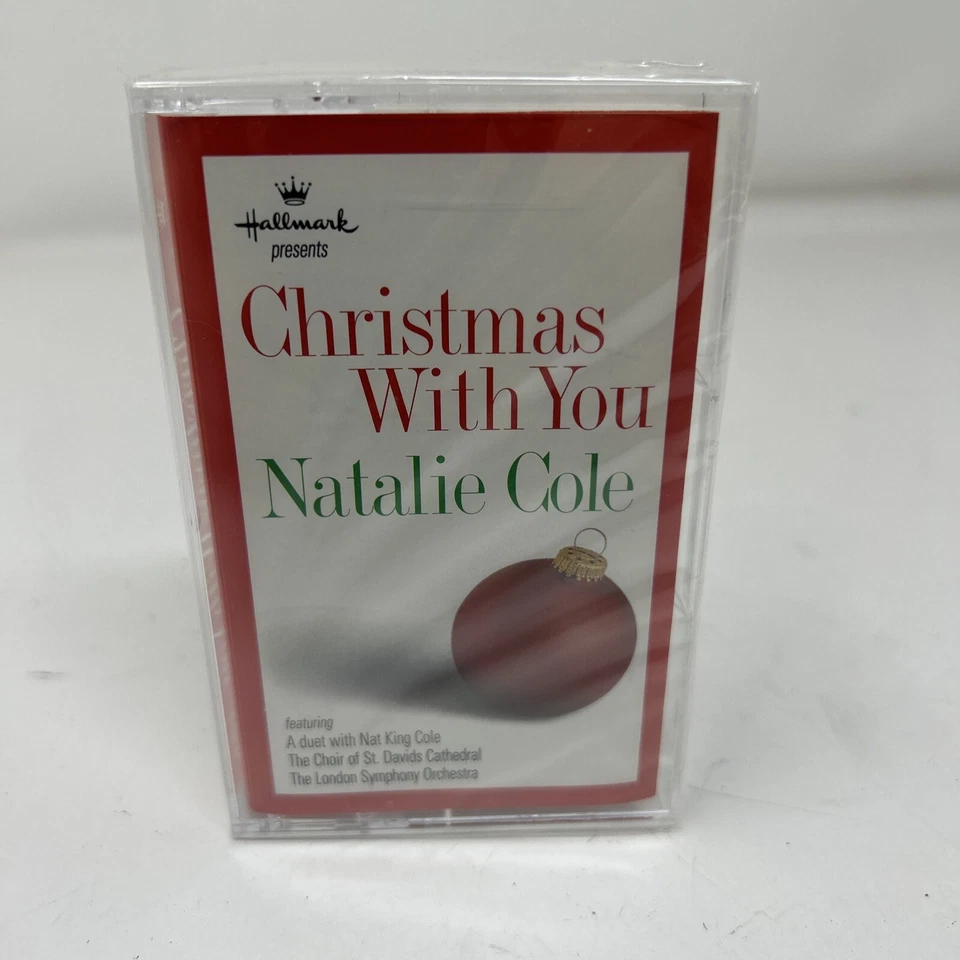 Hallmark
presents
Christmas
With You
Natalie Cole
featuring
A duet with Nat King Cole
The Choir of St. Davids Cathedral
The London Symphony Orchestra